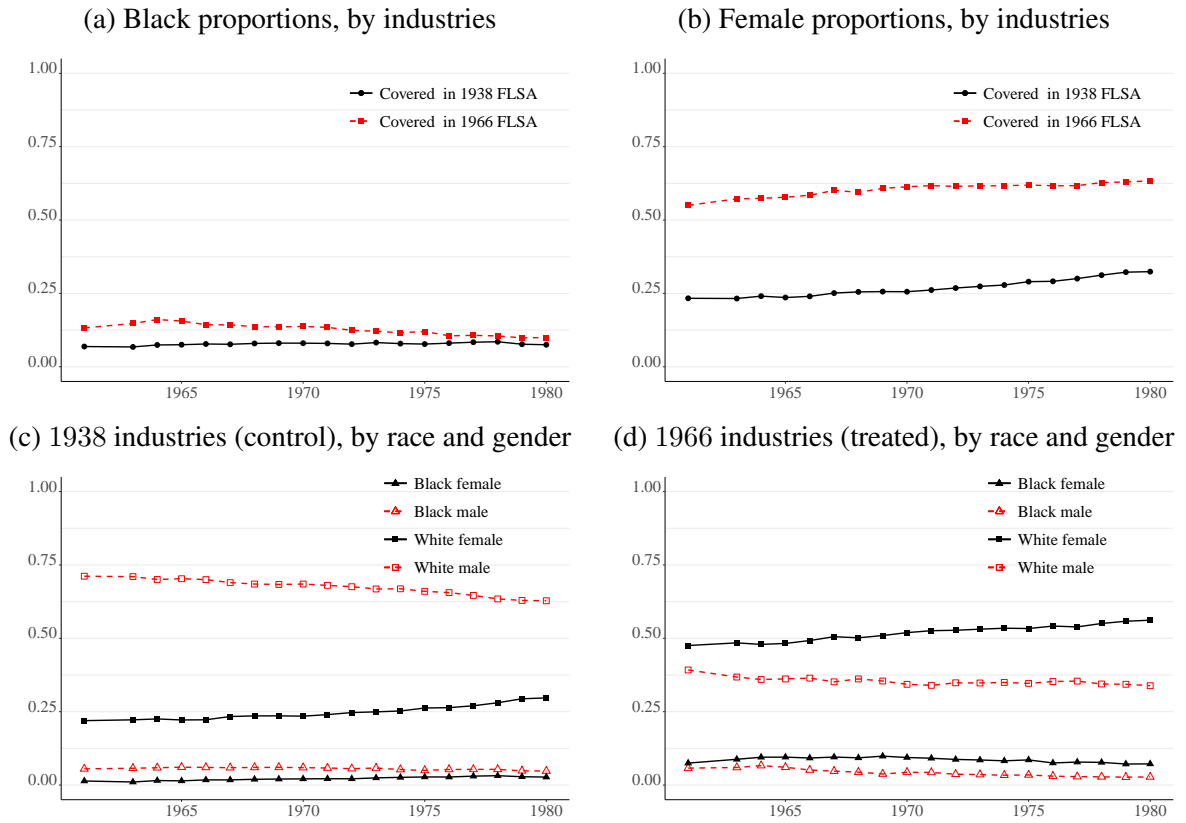 (a) Black proportions, by industries
1.00
0.75
0.50
0.25
0.00
Covered in 1938 FLSA
Covered in 1966 FLSA
1965 1970 1975 1980
(b) Female proportions, by industries
1.00
0.75
0.50
0.25
0.00
Covered in 1938 FLSA
Covered in 1966 FLSA
1965 1970 1975 1980
(c) 1938 industries (control), by race and gender
1.00
0.75
0.50
0.25
0.00
Black female
Black male
White female
White male
1965 1970 1975 1980
(d) 1966 industries (treated), by race and gender
1.00
0.75
0.50
0.25
0.00
Black female
Black male
White female
White male
1965 1970 1975 1980